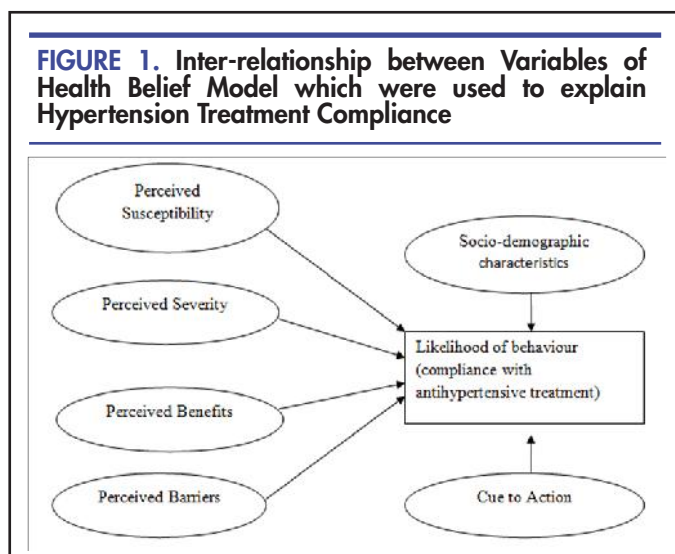 FIGURE 1. Inter-relationship between Variables of
Health Belief Model which were used to explain
Hypertension Treatment Compliance
Perceived
Susceptibility
Socio-demographic
characteristics
Perceived Severity
Likelihood of behaviour
(compliance with
antihypertensive treatment)
Perceived Benefits
Perceived Barriers
Cue to Action